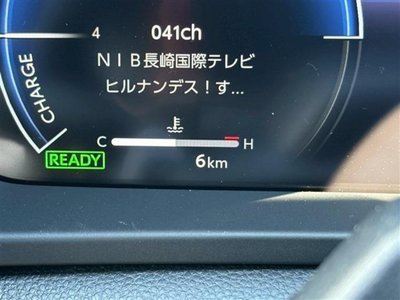 4 041ch
NIB長崎国際テレビ
ヒルナンデス！す...
CHARGE
C H
READY 6km